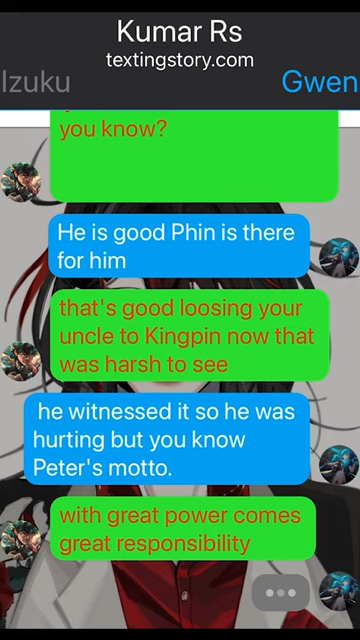 Kumar Rs
textingstory.com
Izuku
Gwen
you know?
He is good Phin is there
for him
that's good loosing your
uncle to Kingpin now that
was harsh to see
he witnessed it so he was
hurting but you know
Peter's motto.
with great power comes
great responsibility